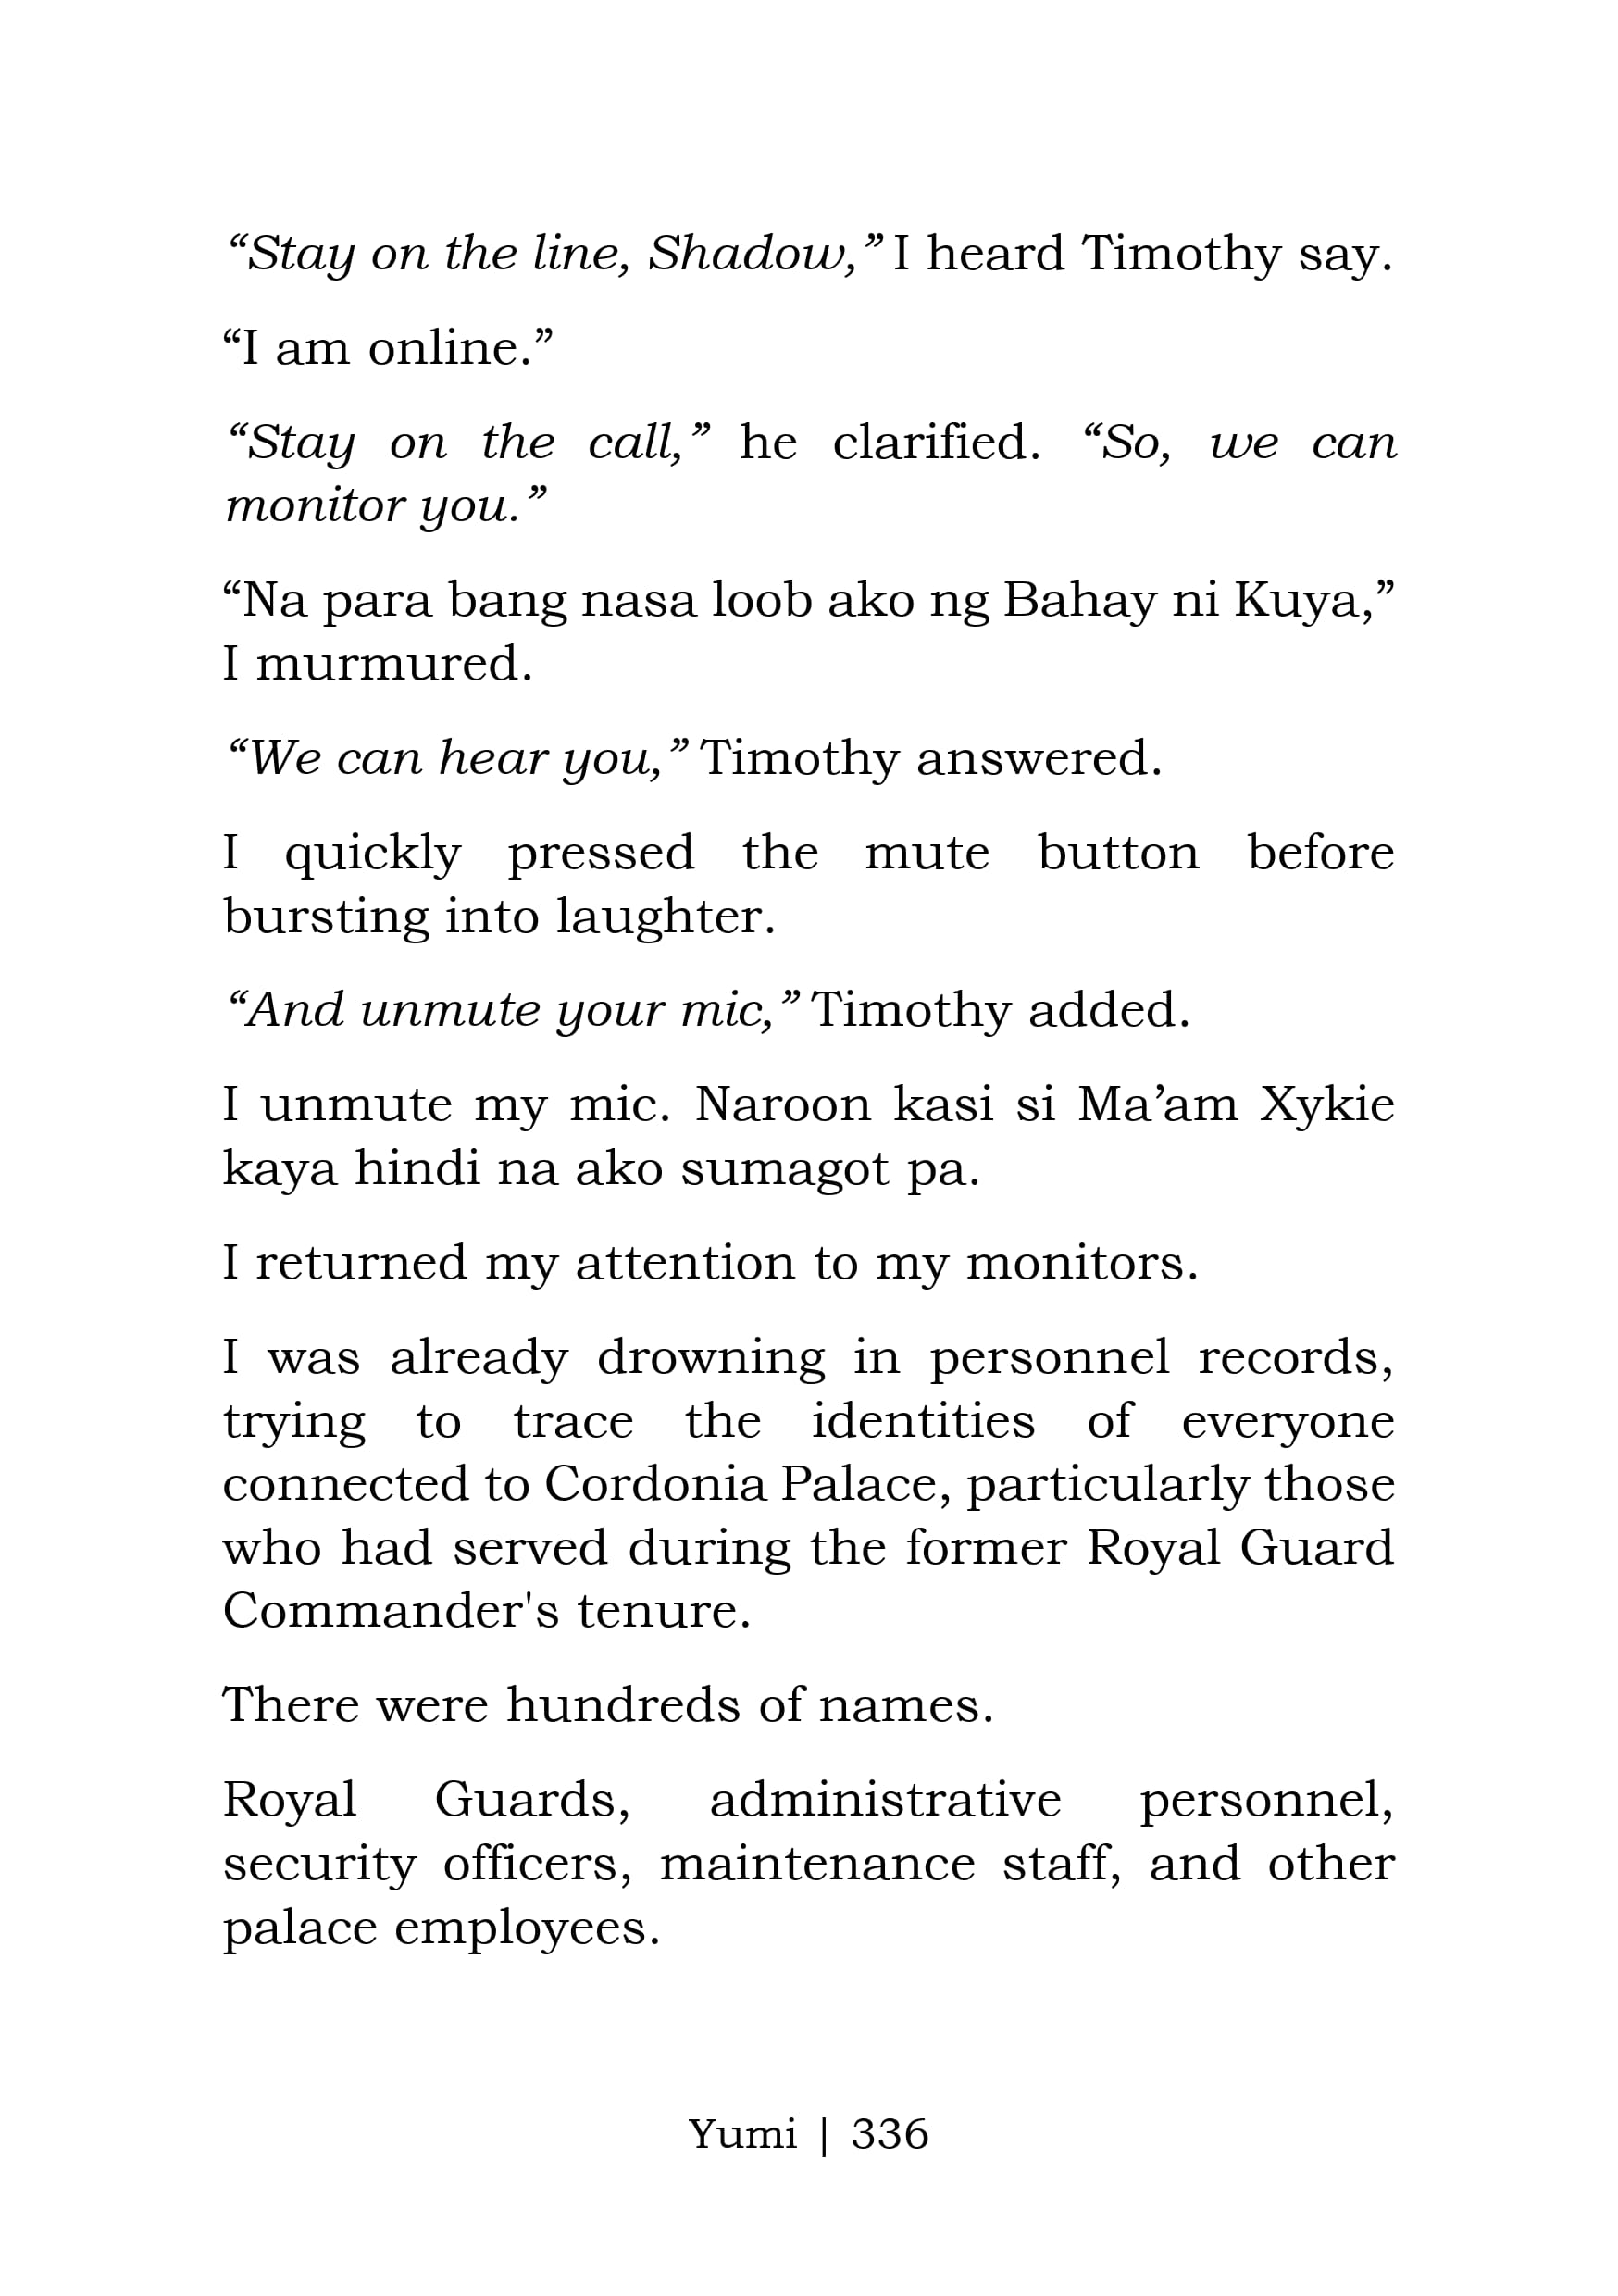 “Stay on the line, Shadow,” I heard Timothy say.
“I am online.”
“Stay on the call,” he clarified. “So, we can
monitor you.”
“Na para bang nasa loob ako ng Bahay ni Kuya,”
I murmured.
“We can hear you,” Timothy answered.
I quickly pressed the mute button before
bursting into laughter.
“And unmute your mic,” Timothy added.
I unmute my mic. Naroon kasi si Ma’am Xykie
kaya hindi na ako sumagot pa.
I returned my attention to my monitors.
I was already drowning in personnel records,
trying to trace the identities of everyone
connected to Cordonia Palace, particularly those
who had served during the former Royal Guard
Commander's tenure.
There were hundreds of names.
Royal Guards, administrative personnel,
security officers, maintenance staff, and other
palace employees.
Yumi | 336